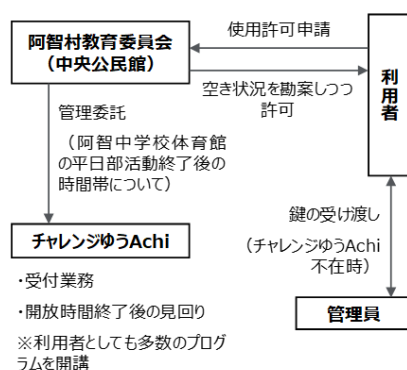 阿智村教育委員会
（中央公民館）
使用許可申請
空き状況を勘案しつつ
許可
利用者
管理委託
（阿智中学校体育館
の平日部活動終了後の
時間帯について）
鍵の受け渡し
（チャレンジゆうAchi
不在時）
チャレンジゆうAchi
・受付業務
・開放時間終了後の見回り
※利用者としても多数のプログ
ラムを開講
管理員